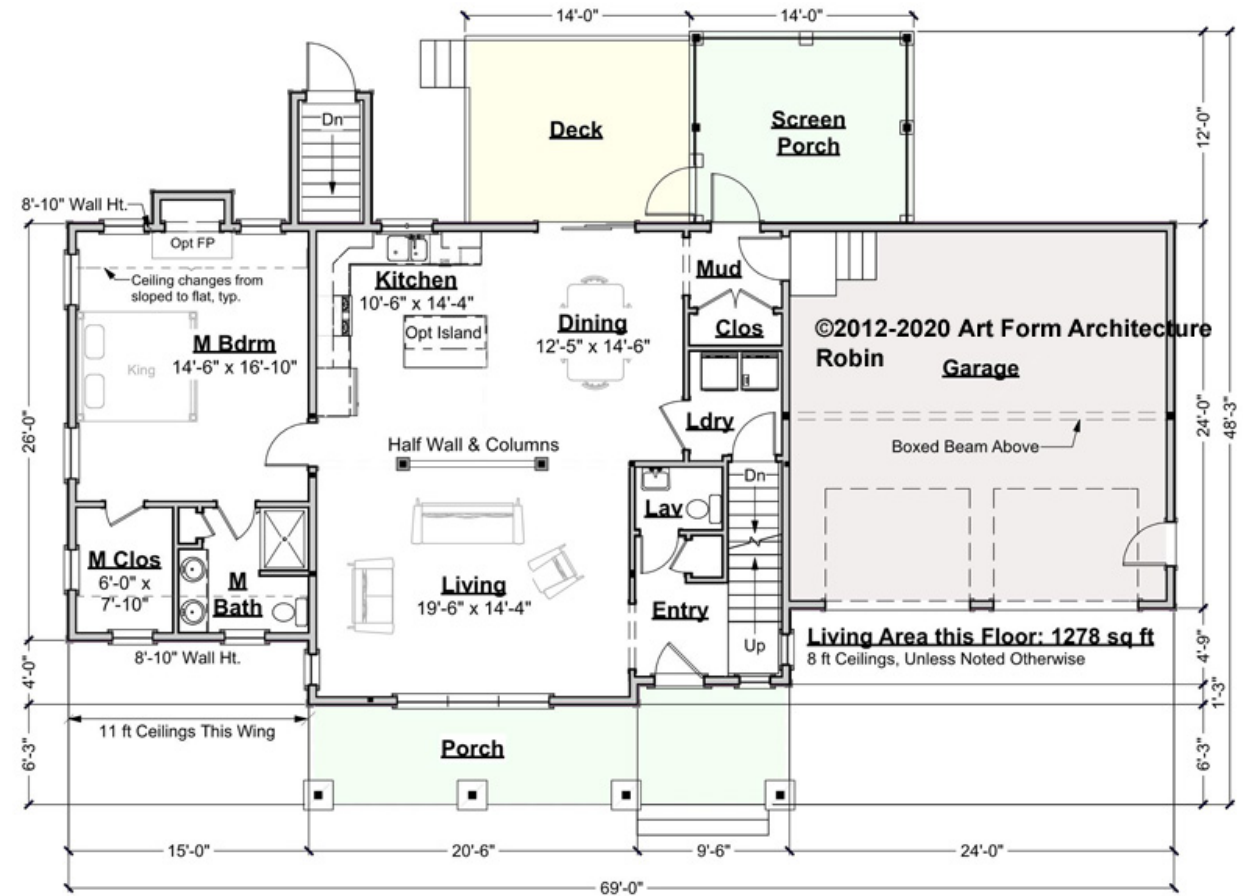 14'-0"
14'-0"
Dn
Deck
Screen
Porch
12'-0"
8'-10" Wall Ht.
Opt FP
Ceiling changes from
sloped to flat, typ.
Kitchen
10'-6" x 14'-4"
Opt Island
Mud
Clos
Dining
12'-5" x 14'-6"
M Bdrm
14'-6" x 16'-10"
King
©2012-2020 Art Form Architecture
Robin
Garage
Boxed Beam Above
Ldry
26'-0"
24'-0"
48'-3"
Half Wall & Columns
Dn
Lav
M Clos
6'-0" x
7'-10"
M
Bath
Living
19'-6" x 14'-4"
Entry
Up
Living Area this Floor: 1278 sq ft
8 ft Ceilings, Unless Noted Otherwise
8'-10" Wall Ht.
4'-0"
4'-9"
1'-3"
11 ft Ceilings This Wing
Porch
6'-3"
6'-3"
15'-0"
20'-6"
9'-6"
24'-0"
69'-0"